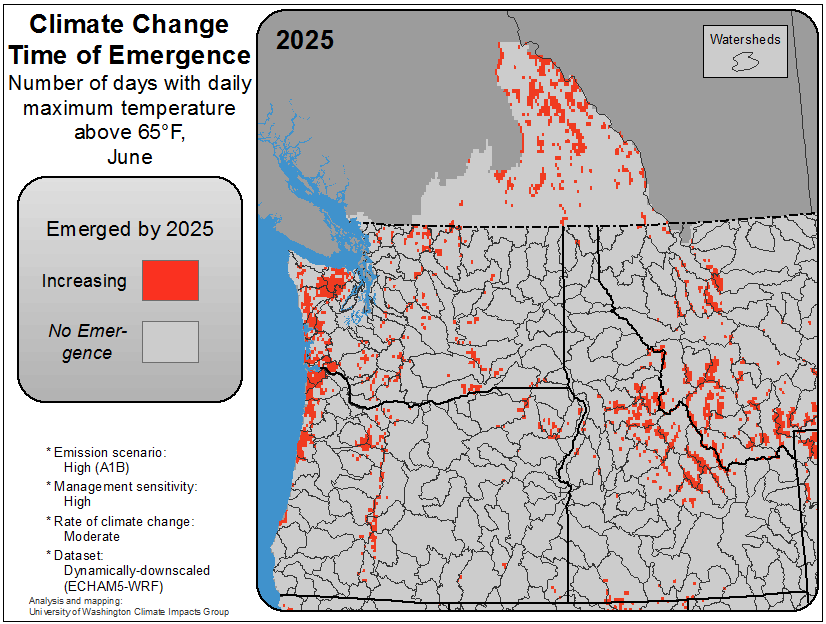 Climate Change
Time of Emergence
Number of days with daily
maximum temperature
above 65°F,
June
Emerged by 2025
Increasing
No Emer-
gence
* Emission scenario:
High (A1B)
* Management sensitivity:
High
* Rate of climate change:
Moderate
* Dataset:
Dynamically-downscaled
(ECHAM5-WRF)
Analysis and mapping:
University of Washington Climate Impacts Group
2025
Watersheds